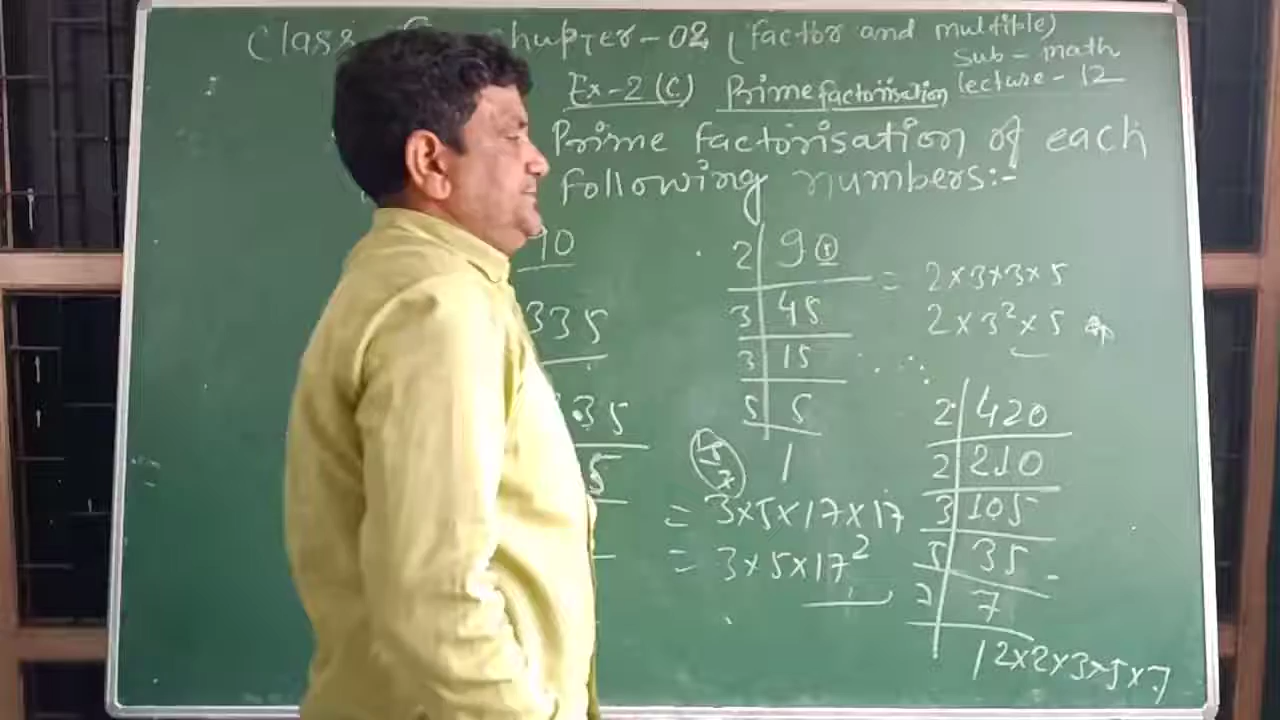 Class chapter-02 (factor and multiple)
Sub - math
Ex-2 (C) Prime factorisation lecture - 12
Prime factorisation of each
following numbers:-
90
335
35
5
2 | 90
3 | 45
3 | 15
5 | 5
1
= 2×3×3×5
2×3²×5
= 3×5×17×17
= 3×5×17²
2 | 420
2 | 210
3 | 105
5 | 35
7 | 7
1 2×2×3×5×7